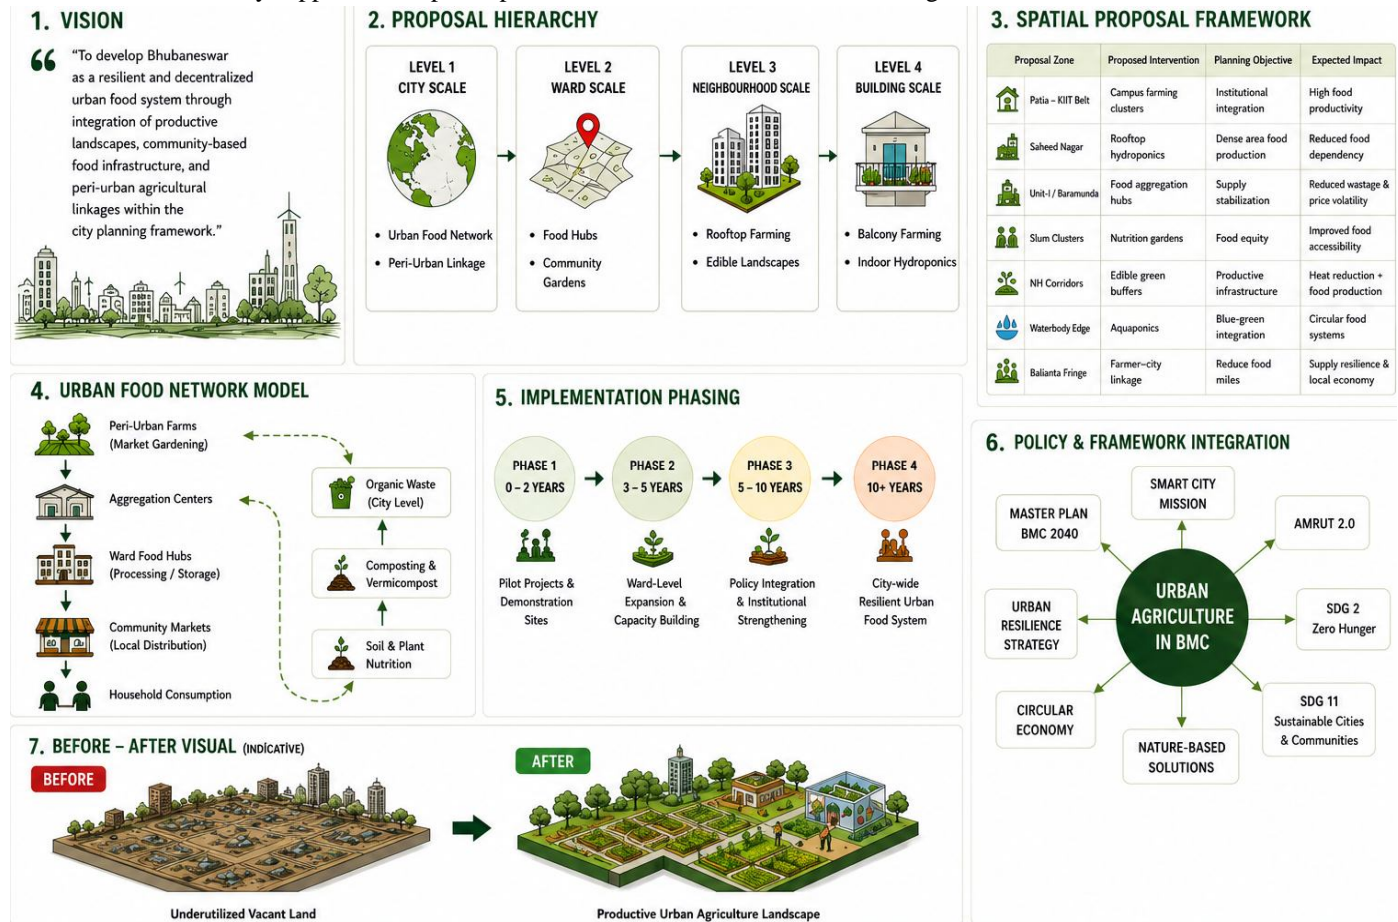 1. VISION
“To develop Bhubaneswar
as a resilient and decentralized
urban food system through
integration of productive
landscapes, community-based
food infrastructure, and
peri-urban agricultural
linkages within the
city planning framework.”
2. PROPOSAL HIERARCHY
LEVEL 1
CITY SCALE
• Urban Food Network
• Peri-Urban Linkage
LEVEL 2
WARD SCALE
• Food Hubs
• Community
Gardens
LEVEL 3
NEIGHBOURHOOD SCALE
• Rooftop Farming
• Edible Landscapes
LEVEL 4
BUILDING SCALE
• Balcony Farming
• Indoor Hydroponics
3. SPATIAL PROPOSAL FRAMEWORK
Proposal Zone Proposed Intervention Planning Objective Expected Impact
Patia – KIIT Belt Campus farming clusters Institutional integration High food productivity
Saheed Nagar Rooftop hydroponics Dense area food production Reduced food dependency
Unit-I / Baramunda Food aggregation hubs Supply stabilization Reduced wastage & price volatility
Slum Clusters Nutrition gardens Food equity Improved food accessibility
NH Corridors Edible green buffers Productive infrastructure Heat reduction + food production
Waterbody Edge Aquaponics Blue-green integration Circular food systems
Balianta Fringe Farmer–city linkage Reduce food miles Supply resilience & local economy
4. URBAN FOOD NETWORK MODEL
Peri-Urban Farms
(Market Gardening)
Aggregation Centers
Ward Food Hubs
(Processing / Storage)
Community Markets
(Local Distribution)
Household Consumption
Organic Waste
(City Level)
Composting &
Vermicompost
Soil & Plant
Nutrition
5. IMPLEMENTATION PHASING
PHASE 1
0 – 2 YEARS
Pilot Projects &
Demonstration
Sites
PHASE 2
3 – 5 YEARS
Ward-Level
Expansion &
Capacity Building
PHASE 3
5 – 10 YEARS
Policy Integration
& Institutional
Strengthening
PHASE 4
10+ YEARS
City-wide
Resilient Urban
Food System
6. POLICY & FRAMEWORK INTEGRATION
SMART CITY
MISSION
MASTER PLAN
BMC 2040
AMRUT 2.0
URBAN
AGRICULTURE
IN BMC
URBAN
RESILIENCE
STRATEGY
SDG 2
Zero Hunger
CIRCULAR
ECONOMY
SDG 11
Sustainable Cities
& Communities
NATURE-BASED
SOLUTIONS
7. BEFORE – AFTER VISUAL (INDICATIVE)
BEFORE
AFTER
Underutilized Vacant Land
Productive Urban Agriculture Landscape